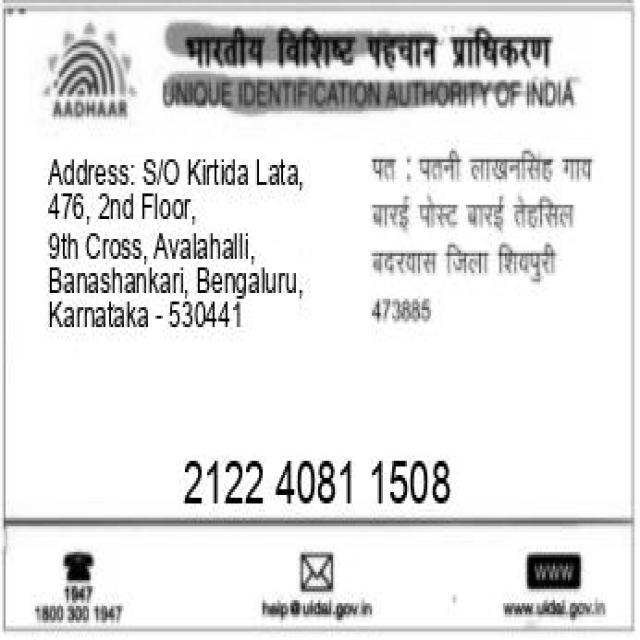 भारतीय विशिष्ट पहचान प्राधिकरण
AADHAAR
UNIQUE IDENTIFICATION AUTHORITY OF INDIA
Address: S/O Kirtida Lata,
476, 2nd Floor,
9th Cross, Avalahalli,
Banashankari, Bengaluru,
Karnataka - 530441
पत : पतनी लाखनसिंह गाय
बारई पोस्ट बारई तेहसिल
बदरवास जिला शिवपुरी
473885
2122 4081 1508
1947
1800 300 1947
help@uidai.gov.in
www
www.uidai.gov.in